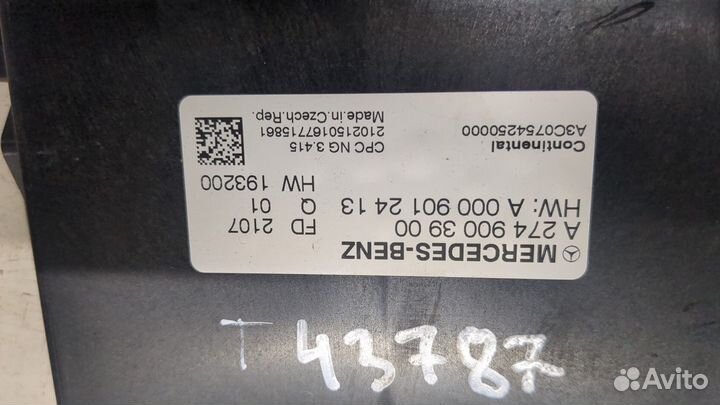 MERCEDES-BENZ
A 274 900 39 00
HW: A 000 901 24 13
FD 2107
Q 01
HW 193200
Continental
A3C0754250000
CPC NG 3.415
2102150167715861
Made.in.Czech.Rep.
T 43787
Avito